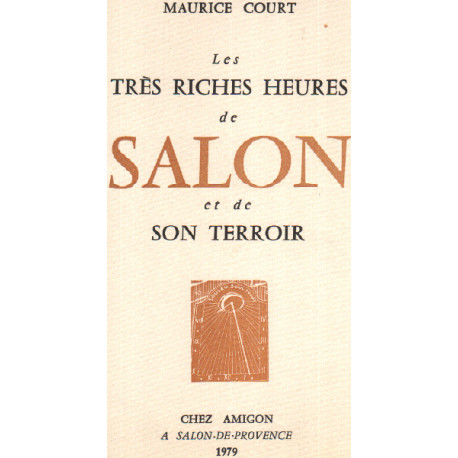 MAURICE COURT
Les
TRÈS RICHES HEURES
de
SALON
et de
SON TERROIR
CHEZ AMIGON
A SALON-DE-PROVENCE
1979